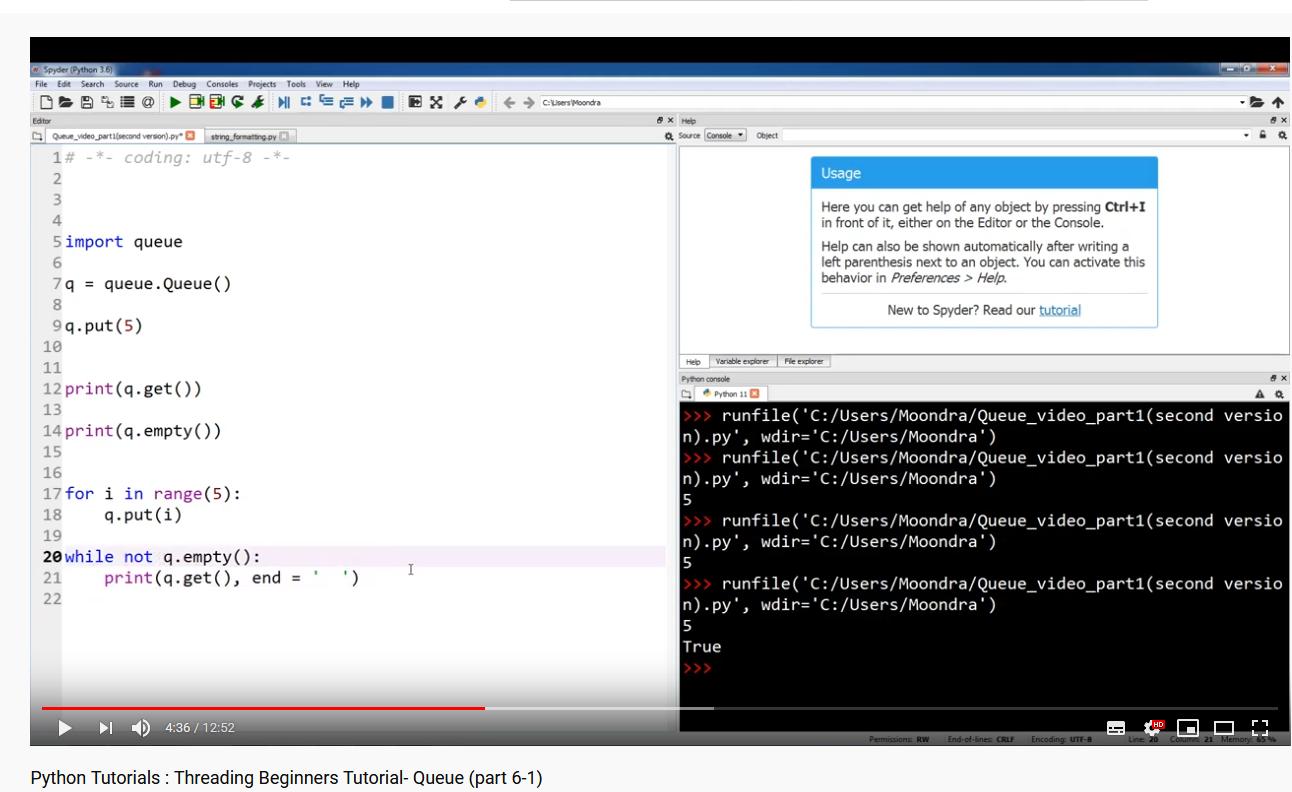 Spyder (Python 3.6)
File Edit Search Source Run Debug Consoles Projects Tools View Help
C:\Users\Moondra
Editor
Help
Queue_video_part1(second version).py* string_formatting.py
Source Console Object
1 # -*- coding: utf-8 -*-
2
3
4
5 import queue
6
7 q = queue.Queue()
8
9 q.put(5)
10
11
12 print(q.get())
13
14 print(q.empty())
15
16
17 for i in range(5):
18 q.put(i)
19
20 while not q.empty():
21 print(q.get(), end = '  ')
22
Usage
Here you can get help of any object by pressing Ctrl+I
in front of it, either on the Editor or the Console.
Help can also be shown automatically after writing a
left parenthesis next to an object. You can activate this
behavior in Preferences > Help.
New to Spyder? Read our tutorial
Help Variable explorer File explorer
Python console
Python 11
>>> runfile('C:/Users/Moondra/Queue_video_part1(second versio
n).py', wdir='C:/Users/Moondra')
>>> runfile('C:/Users/Moondra/Queue_video_part1(second versio
n).py', wdir='C:/Users/Moondra')
5
>>> runfile('C:/Users/Moondra/Queue_video_part1(second versio
n).py', wdir='C:/Users/Moondra')
5
>>> runfile('C:/Users/Moondra/Queue_video_part1(second versio
n).py', wdir='C:/Users/Moondra')
5
True
>>>
4:36 / 12:52
HD
Permissions: RW End-of-lines: CRLF Encoding: UTF-8 Line: 20 Column: 21 Memory: 65 %
Python Tutorials : Threading Beginners Tutorial- Queue (part 6-1)